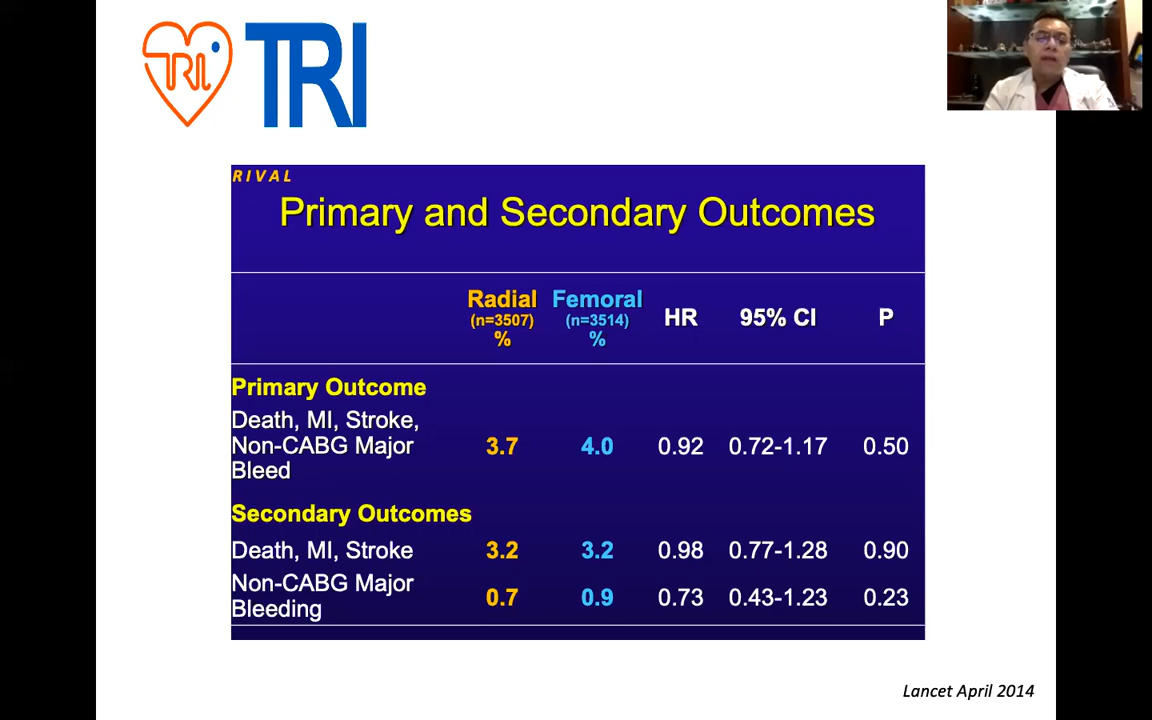 TRI
TRI
RIVAL
Primary and Secondary Outcomes
Radial Femoral
(n=3507) (n=3514) HR 95% CI P
% %
Primary Outcome
Death, MI, Stroke,
Non-CABG Major 3.7 4.0 0.92 0.72-1.17 0.50
Bleed
Secondary Outcomes
Death, MI, Stroke 3.2 3.2 0.98 0.77-1.28 0.90
Non-CABG Major
Bleeding 0.7 0.9 0.73 0.43-1.23 0.23
Lancet April 2014